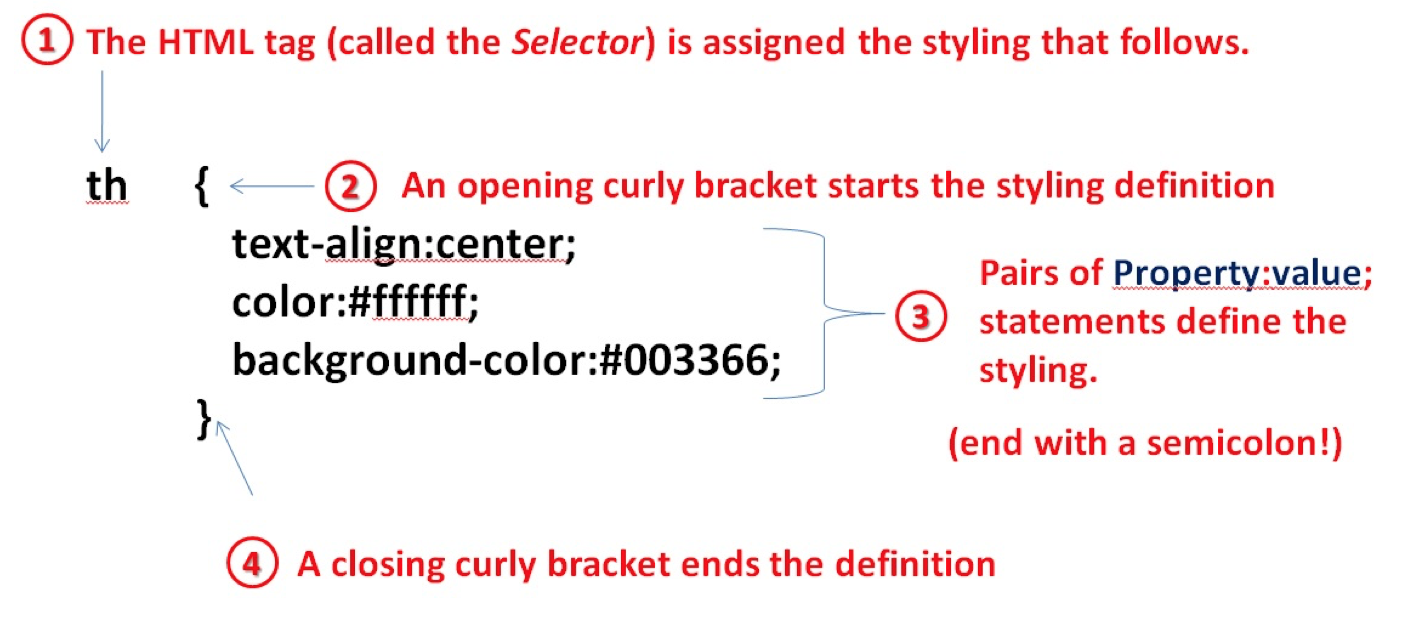 1 The HTML tag (called the Selector) is assigned the styling that follows.
th { 2 An opening curly bracket starts the styling definition
text-align:center;
color:#ffffff;
background-color:#003366;
}
3 Pairs of Property:value;
statements define the
styling.
(end with a semicolon!)
4 A closing curly bracket ends the definition